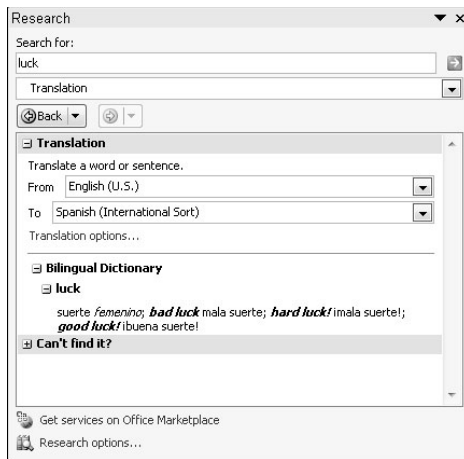 Research
Search for:
luck
Translation
Back
Translation
Translate a word or sentence.
From English (U.S.)
To Spanish (International Sort)
Translation options...
Bilingual Dictionary
luck
suerte femenino; bad luck mala suerte; hard luck! ¡mala suerte!;
good luck! ¡buena suerte!
Can't find it?
Get services on Office Marketplace
Research options...